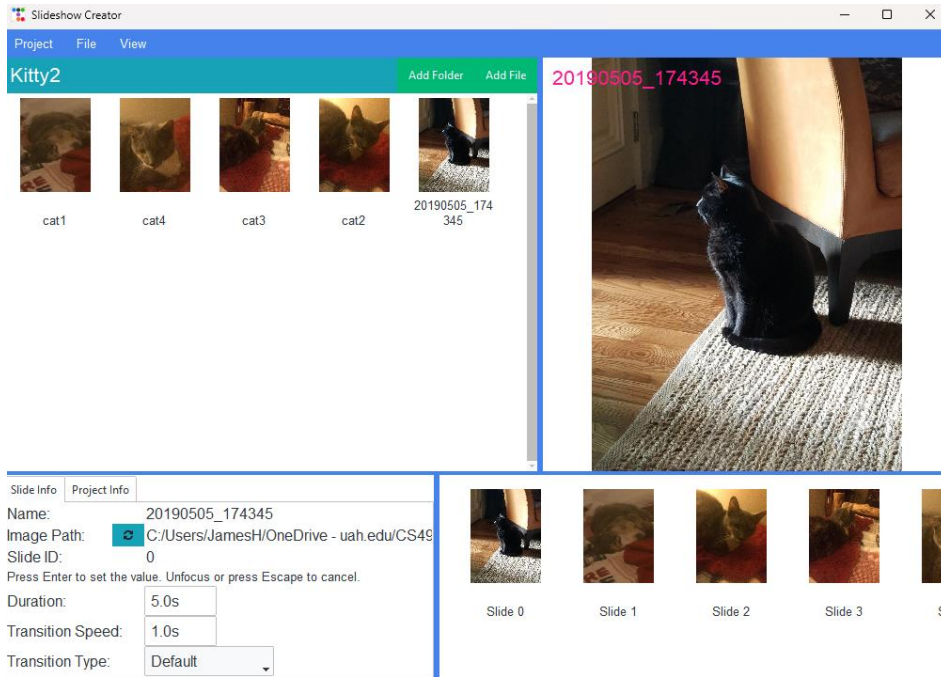 Slideshow Creator
Project File View
Kitty2
Add Folder Add File
20190505_174345
cat1 cat4 cat3 cat2 20190505_174
345
Slide Info Project Info
Name: 20190505_174345
Image Path: C:/Users/JamesH/OneDrive - uah.edu/CS49
Slide ID: 0
Press Enter to set the value. Unfocus or press Escape to cancel.
Duration: 5.0s
Transition Speed: 1.0s
Transition Type: Default
Slide 0 Slide 1 Slide 2 Slide 3